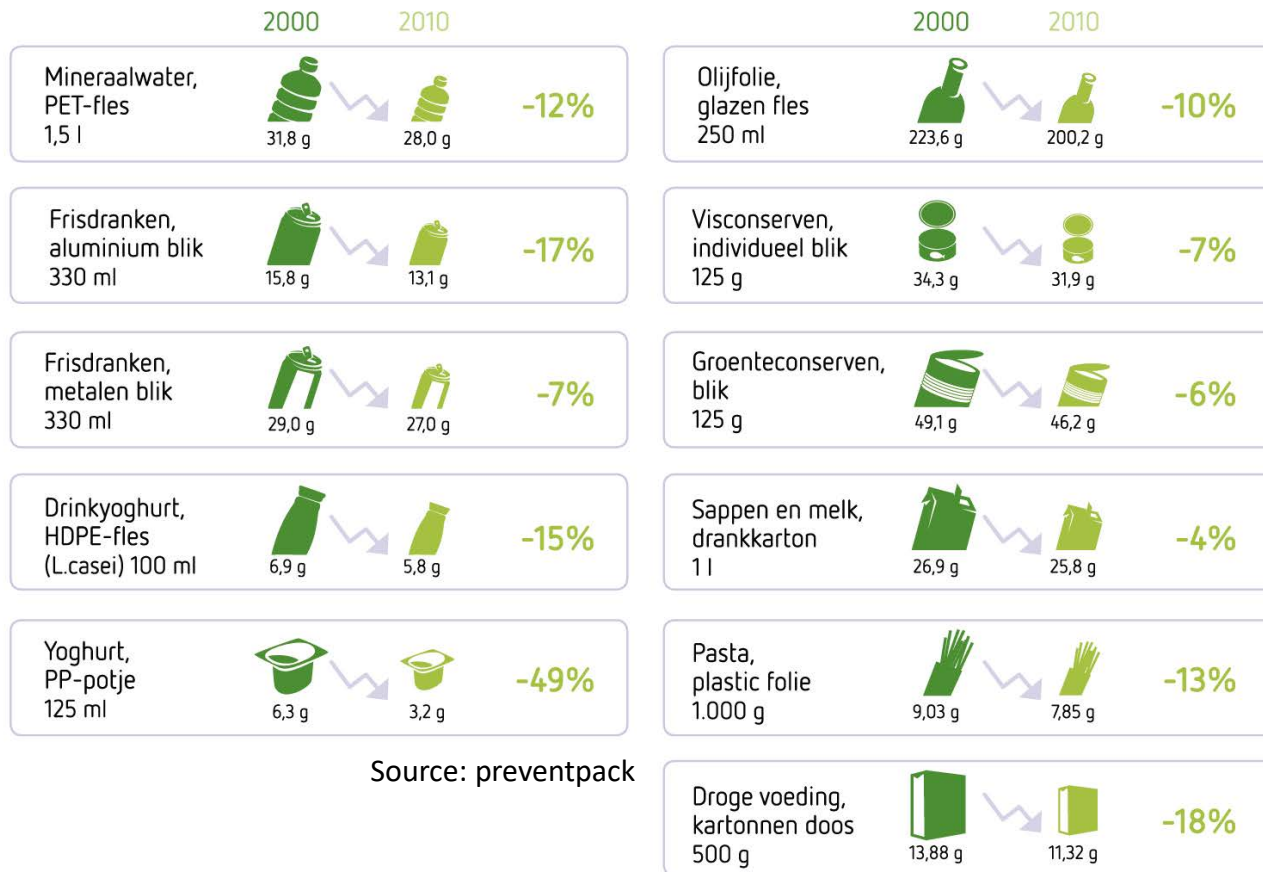 2000 2010
Mineraalwater,
PET-fles
1,5 l
31,8 g
28,0 g
-12%
Frisdranken,
aluminium blik
330 ml
15,8 g
13,1 g
-17%
Frisdranken,
metalen blik
330 ml
29,0 g
27,0 g
-7%
Drinkyoghurt,
HDPE-fles
(L.casei) 100 ml
6,9 g
5,8 g
-15%
Yoghurt,
PP-potje
125 ml
6,3 g
3,2 g
-49%
Source: preventpack
2000 2010
Olijfolie,
glazen fles
250 ml
223,6 g
200,2 g
-10%
Visconserven,
individueel blik
125 g
34,3 g
31,9 g
-7%
Groenteconserven,
blik
125 g
49,1 g
46,2 g
-6%
Sappen en melk,
drankkarton
1 l
26,9 g
25,8 g
-4%
Pasta,
plastic folie
1.000 g
9,03 g
7,85 g
-13%
Droge voeding,
kartonnen doos
500 g
13,88 g
11,32 g
-18%